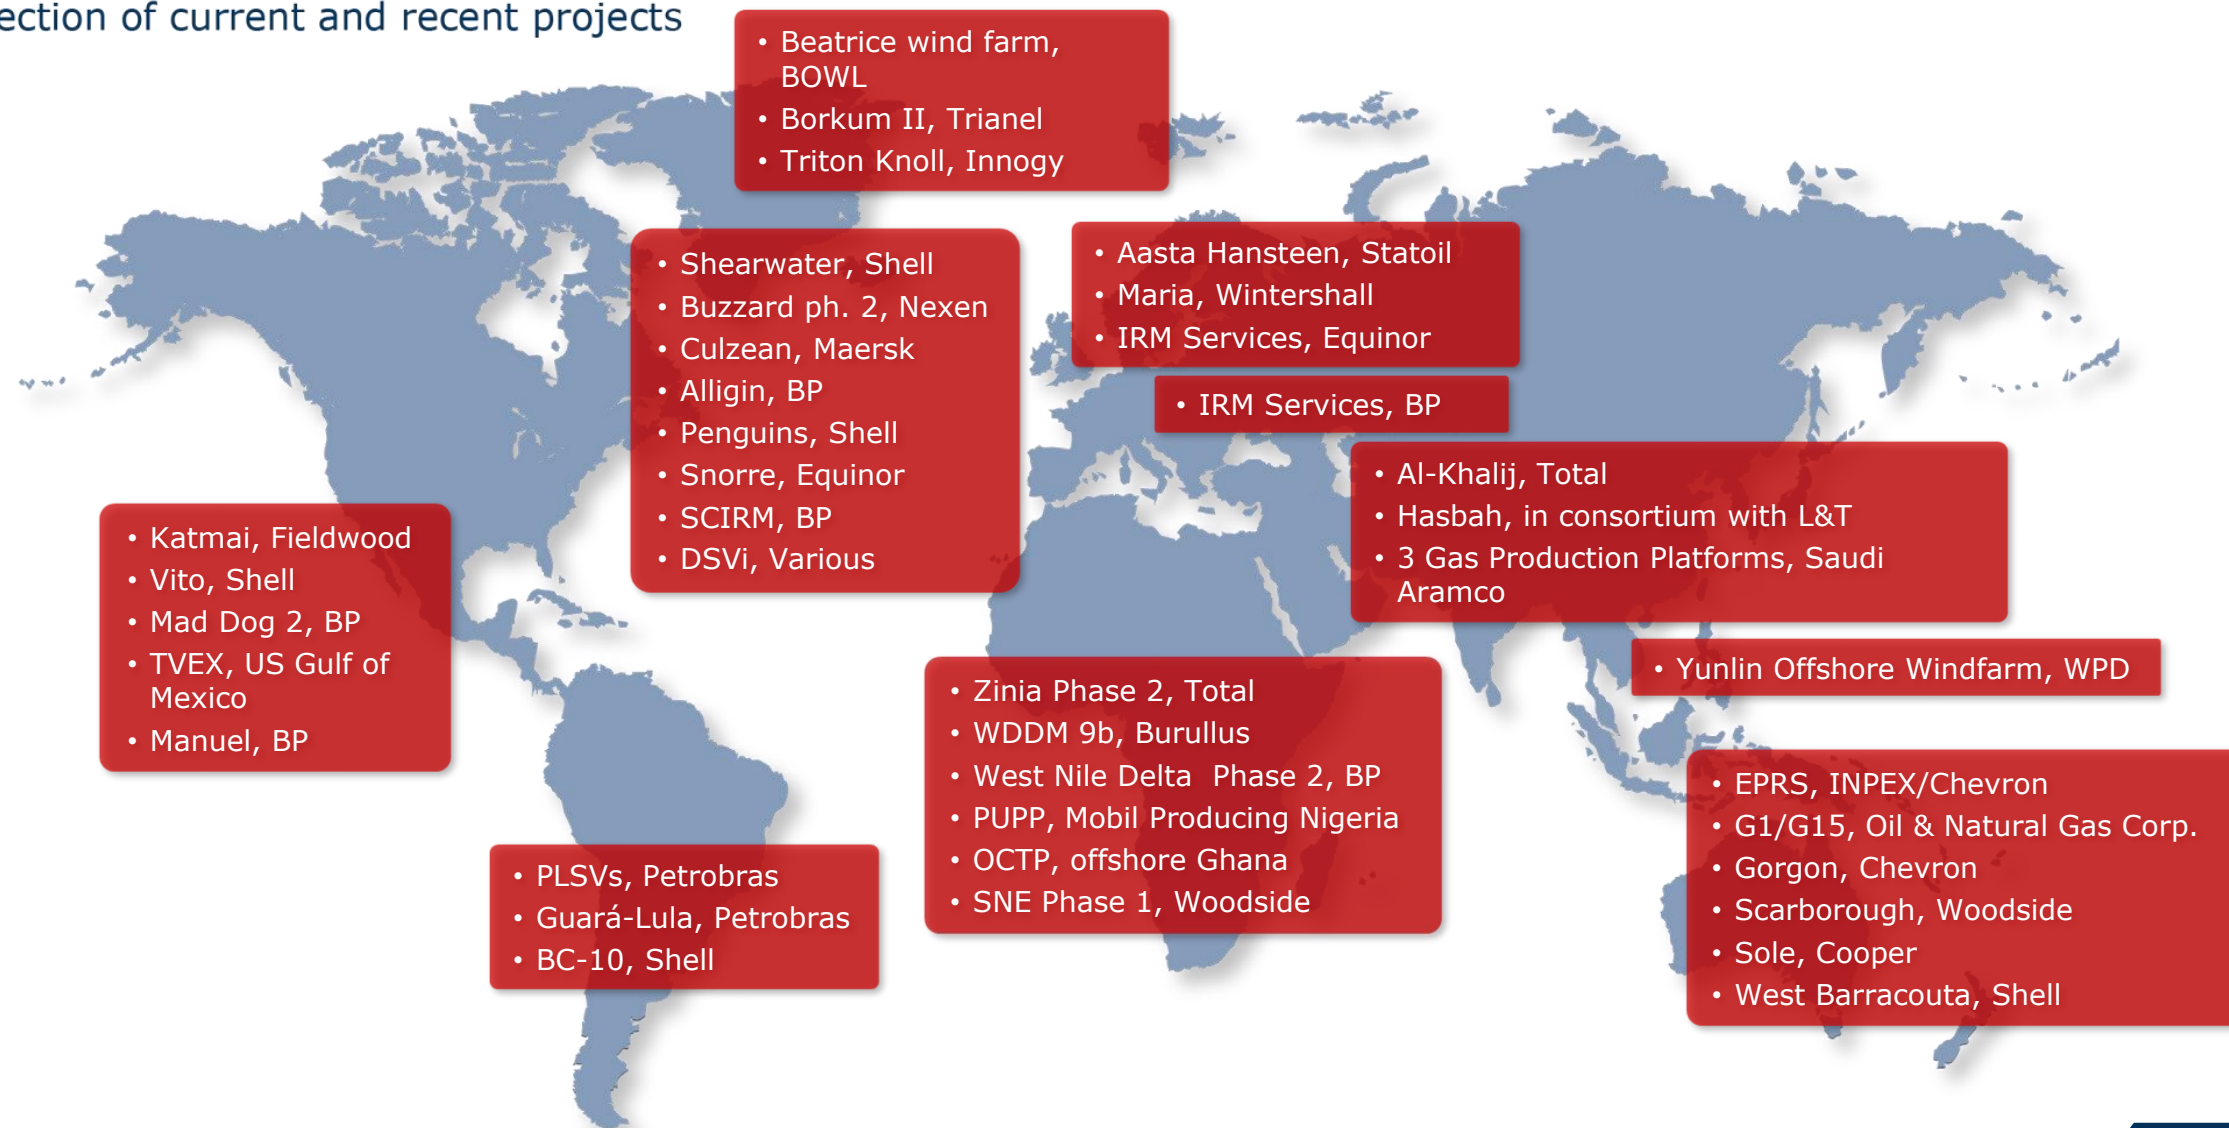 ection of current and recent projects
• Beatrice wind farm,
BOWL
• Borkum II, Trianel
• Triton Knoll, Innogy
• Shearwater, Shell
• Buzzard ph. 2, Nexen
• Culzean, Maersk
• Alligin, BP
• Penguins, Shell
• Snorre, Equinor
• SCIRM, BP
• DSVi, Various
• Aasta Hansteen, Statoil
• Maria, Wintershall
• IRM Services, Equinor
• IRM Services, BP
• Al-Khalij, Total
• Hasbah, in consortium with L&T
• 3 Gas Production Platforms, Saudi
Aramco
• Katmai, Fieldwood
• Vito, Shell
• Mad Dog 2, BP
• TVEX, US Gulf of
Mexico
• Manuel, BP
• Yunlin Offshore Windfarm, WPD
• Zinia Phase 2, Total
• WDDM 9b, Burullus
• West Nile Delta Phase 2, BP
• PUPP, Mobil Producing Nigeria
• OCTP, offshore Ghana
• SNE Phase 1, Woodside
• EPRS, INPEX/Chevron
• G1/G15, Oil & Natural Gas Corp.
• Gorgon, Chevron
• Scarborough, Woodside
• Sole, Cooper
• West Barracouta, Shell
• PLSVs, Petrobras
• Guará-Lula, Petrobras
• BC-10, Shell